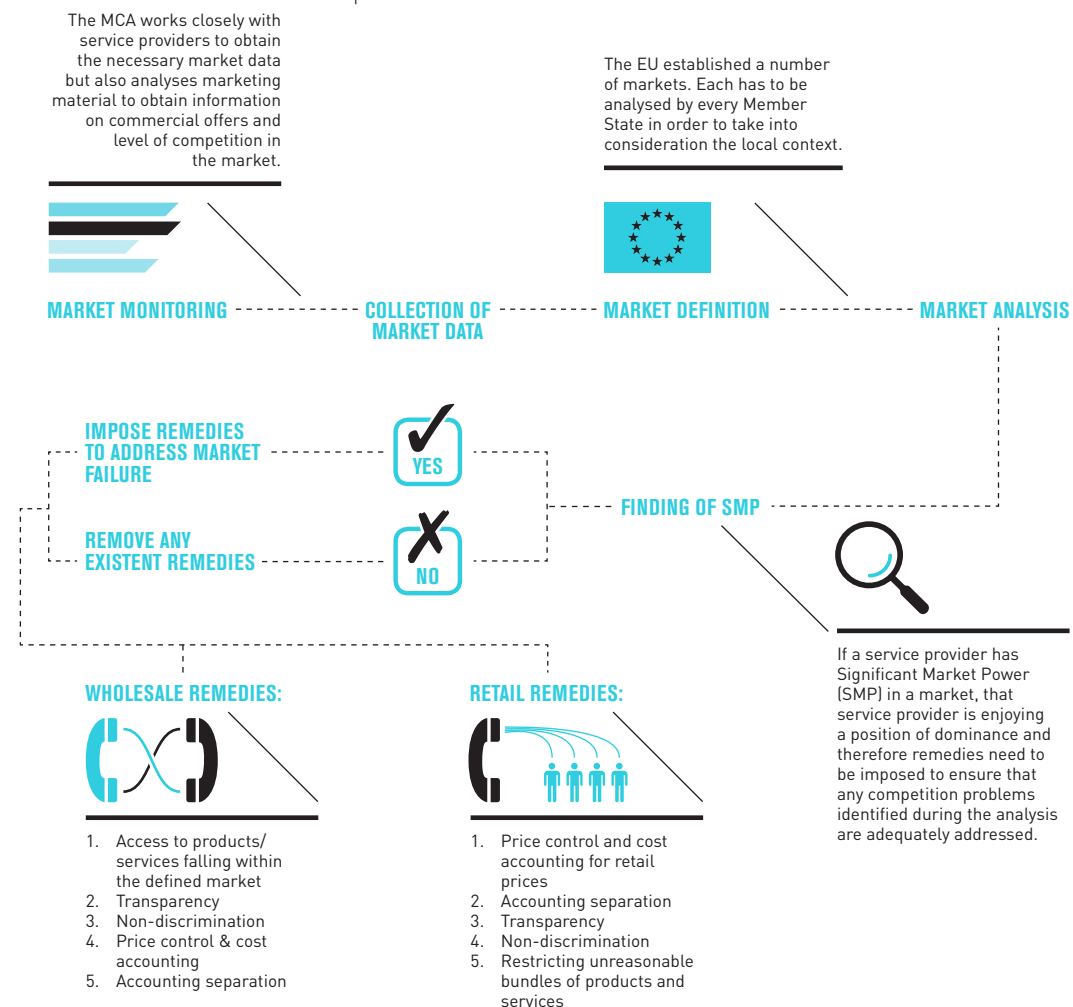 The MCA works closely with
service providers to obtain
the necessary market data
but also analyses marketing
material to obtain information
on commercial offers and
level of competition in
the market.
The EU established a number
of markets. Each has to be
analysed by every Member
State in order to take into
consideration the local context.
MARKET MONITORING
COLLECTION OF
MARKET DATA
MARKET DEFINITION
MARKET ANALYSIS
IMPOSE REMEDIES
TO ADDRESS MARKET
FAILURE
YES
FINDING OF SMP
REMOVE ANY
EXISTENT REMEDIES
NO
If a service provider has
Significant Market Power
(SMP) in a market, that
service provider is enjoying
a position of dominance and
therefore remedies need to
be imposed to ensure that
any competition problems
identified during the analysis
are adequately addressed.
WHOLESALE REMEDIES:
1. Access to products/
services falling within
the defined market
2. Transparency
3. Non-discrimination
4. Price control & cost
accounting
5. Accounting separation
RETAIL REMEDIES:
1. Price control and cost
accounting for retail
prices
2. Accounting separation
3. Transparency
4. Non-discrimination
5. Restricting unreasonable
bundles of products and
services